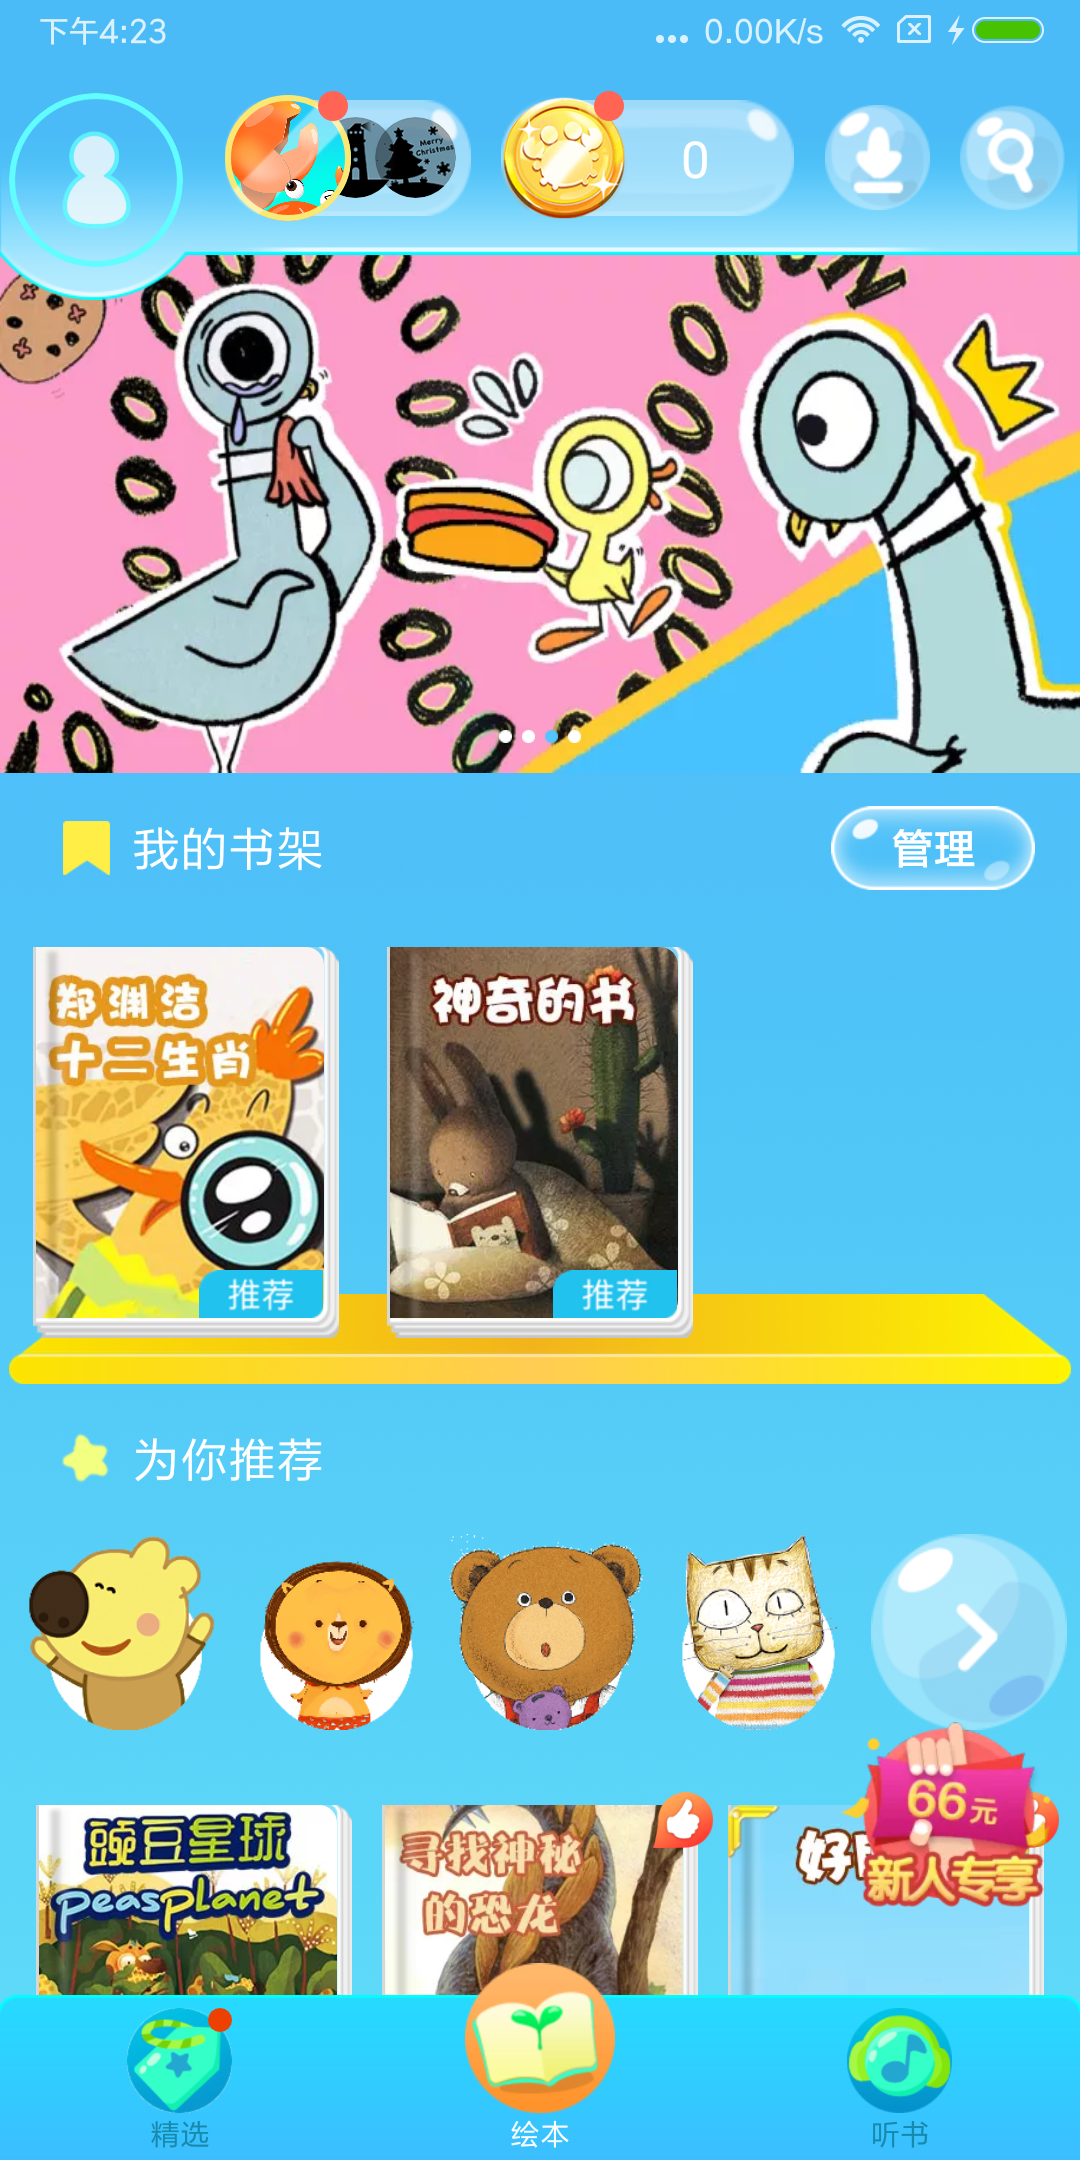 下午4:23
... 0.00K/s
Merry
Christmas
0
我的书架
管理
郑渊洁
十二生肖
神奇的书
推荐
推荐
为你推荐
66元
新人专享
豌豆星球
peasplanet
寻找神秘
的恐龙
好
精选
绘本
听书